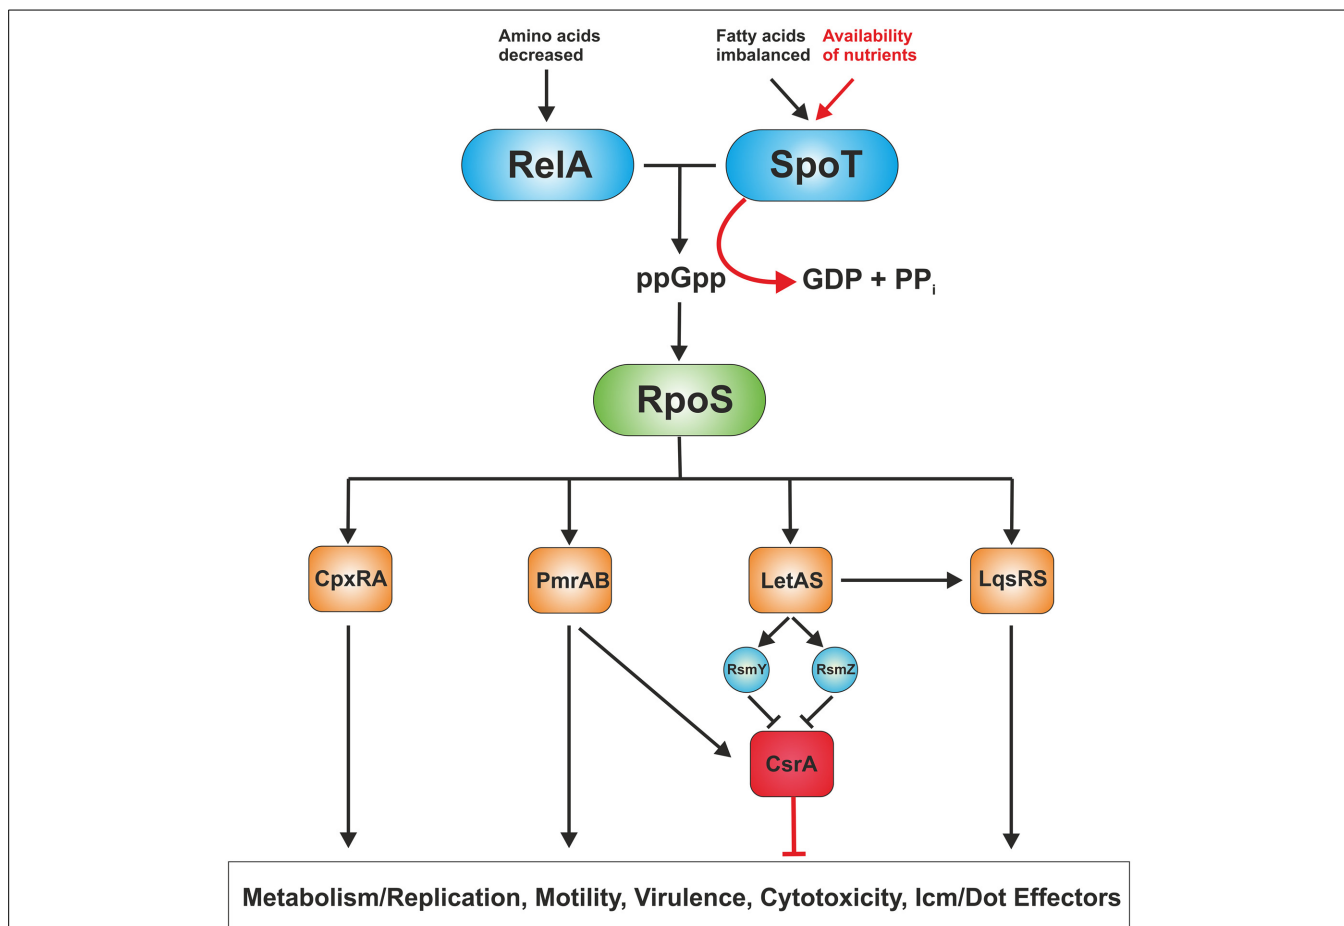 Amino acids
decreased
Fatty acids
imbalanced
Availability
of nutrients
RelA
SpoT
ppGpp
GDP + PPi
RpoS
CpxRA
PmrAB
LetAS
LqsRS
RsmY
RsmZ
CsrA
Metabolism/Replication, Motility, Virulence, Cytotoxicity, Icm/Dot Effectors